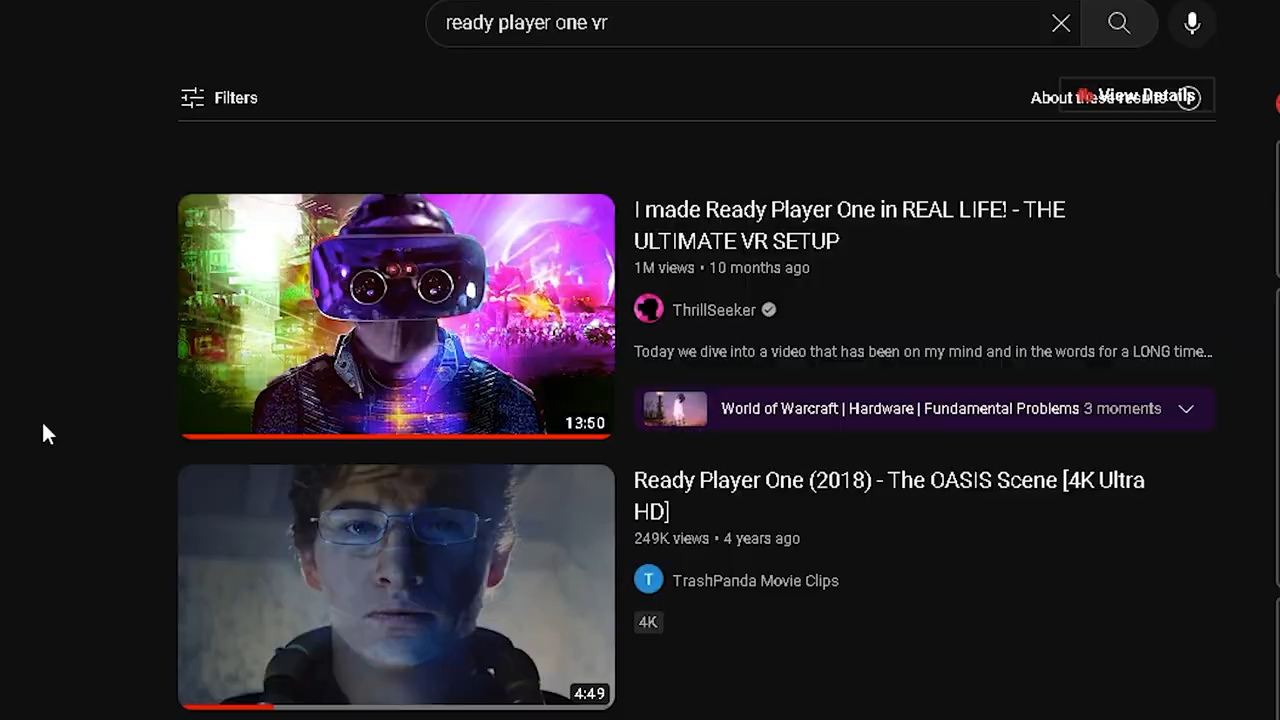 ready player one vr
Filters
About these results
View Details
I made Ready Player One in REAL LIFE! - THE
ULTIMATE VR SETUP
1M views • 10 months ago
ThrillSeeker
Today we dive into a video that has been on my mind and in the words for a LONG time...
13:50
World of Warcraft | Hardware | Fundamental Problems 3 moments
Ready Player One (2018) - The OASIS Scene [4K Ultra
HD]
249K views • 4 years ago
T
TrashPanda Movie Clips
4K
4:49